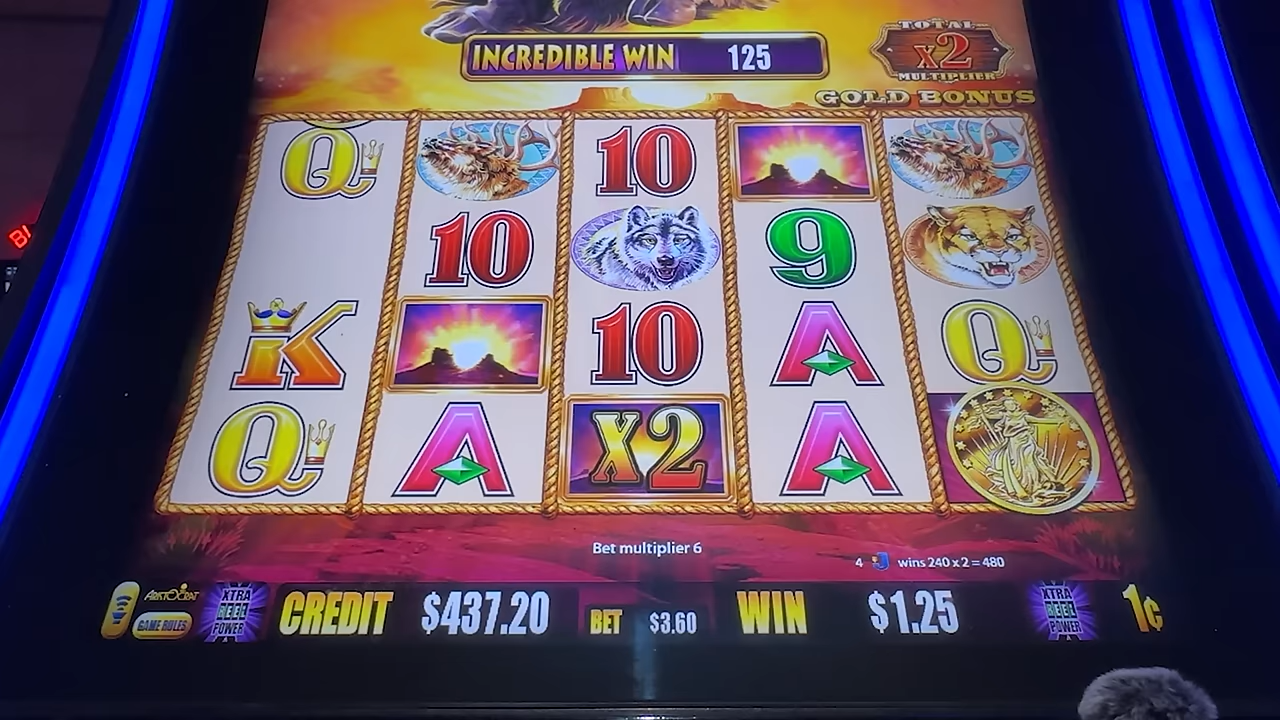 TOTAL
X2
MULTIPLIER
INCREDIBLE WIN 125
GOLD BONUS
Q 10
10 9
K 10 A Q
Q A X2 A
Bet multiplier 6
4 J wins 240 x 2 = 480
ARISTOCRAT
GAME RULES
XTRA
REEL
POWER
CREDIT $437.20 BET $3.60 WIN $1.25
XTRA
REEL
POWER
1¢